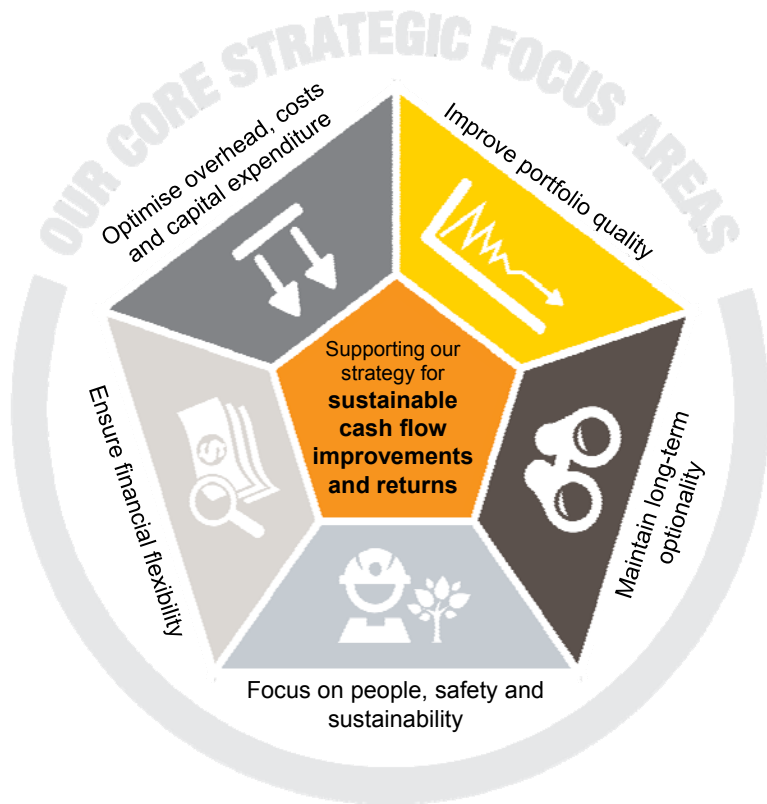 OUR CORE STRATEGIC FOCUS AREAS
Optimise overhead, costs
and capital expenditure
Improve portfolio quality
Supporting our
strategy for
sustainable
cash flow
improvements
and returns
Ensure financial flexibility
Maintain long-term
optionality
$
Focus on people, safety and
sustainability